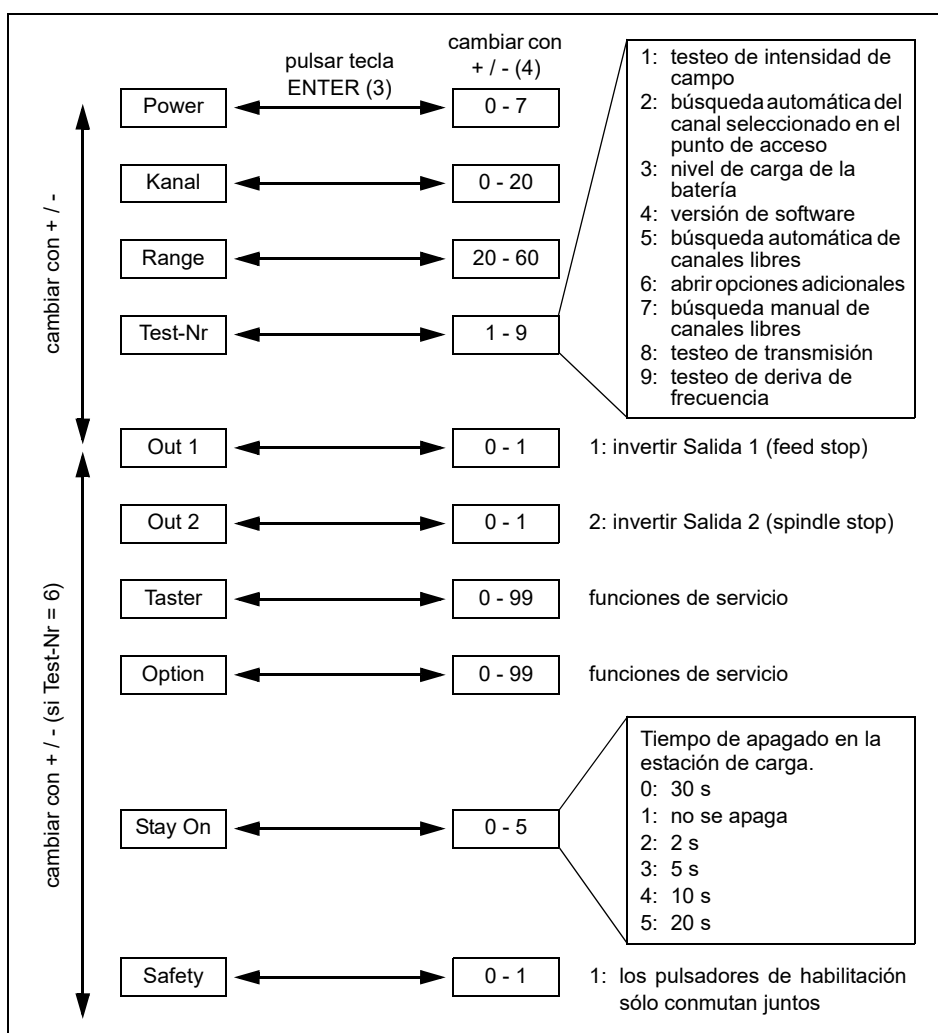 pulsar tecla
ENTER (3)
cambiar con
+ / - (4)
cambiar con + / -
Power
0 - 7
Kanal
0 - 20
Range
20 - 60
Test-Nr
1 - 9
1: testeo de intensidad de
campo
2: búsqueda automática del
canal seleccionado en el
punto de acceso
3: nivel de carga de la
batería
4: versión de software
5: búsqueda automática de
canales libres
6: abrir opciones adicionales
7: búsqueda manual de
canales libres
8: testeo de transmisión
9: testeo de deriva de
frecuencia
cambiar con + / - (si Test-Nr = 6)
Out 1
0 - 1
1: invertir Salida 1 (feed stop)
Out 2
0 - 1
2: invertir Salida 2 (spindle stop)
Taster
0 - 99
funciones de servicio
Option
0 - 99
funciones de servicio
Stay On
0 - 5
Tiempo de apagado en la
estación de carga.
0: 30 s
1: no se apaga
2: 2 s
3: 5 s
4: 10 s
5: 20 s
Safety
0 - 1
1: los pulsadores de habilitación
sólo conmutan juntos